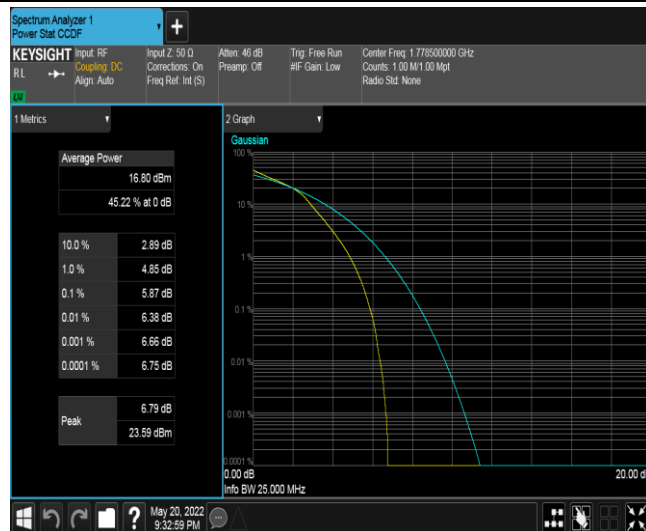 Spectrum Analyzer 1
Power Stat CCDF
+
KEYSIGHT Input: RF Input Z: 50 Ω Atten: 46 dB Trig: Free Run Center Freq: 1.778500000 GHz
RL Coupling: DC Corrections: On Preamp: Off #IF Gain: Low Counts: 1.00 M/1.00 Mpt
Align: Auto Freq Ref: Int (S) Radio Std: None
1 Metrics
2 Graph
Gaussian
Average Power
16.80 dBm
45.22 % at 0 dB
10.0 % 2.89 dB
1.0 % 4.85 dB
0.1 % 5.87 dB
0.01 % 6.38 dB
0.001 % 6.66 dB
0.0001 % 6.75 dB
Peak 6.79 dB
23.59 dBm
100 %
10 %
1 %
0.1 %
0.01 %
0.001 %
0.0001 %
0.00 dB 20.00 d
Info BW 25.000 MHz
? May 20, 2022
9:32:59 PM